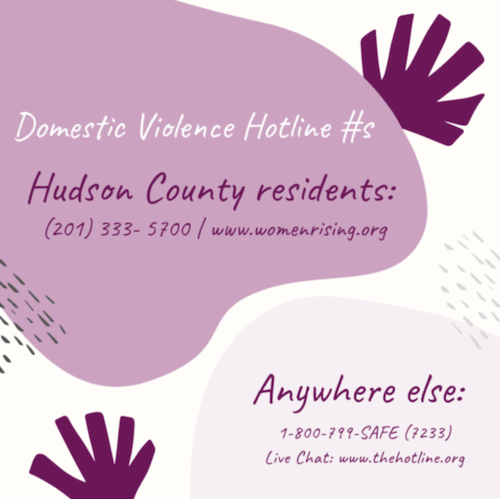 Domestic Violence Hotline #s
Hudson County residents:
(201) 333- 5700 | www.womenrising.org
Anywhere else:
1-800-799-SAFE (7233)
Live Chat: www.thehotline.org